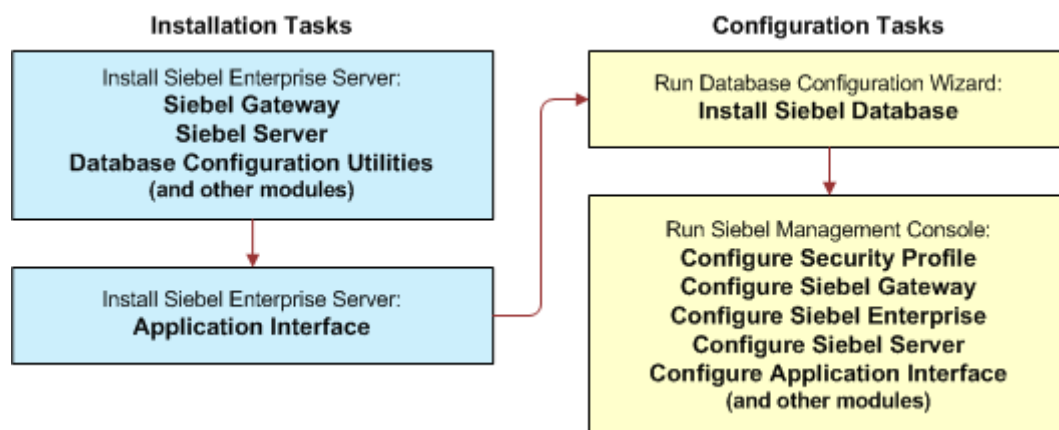 Installation Tasks
Install Siebel Enterprise Server:
Siebel Gateway
Siebel Server
Database Configuration Utilities
(and other modules)
Install Siebel Enterprise Server:
Application Interface
Configuration Tasks
Run Database Configuration Wizard:
Install Siebel Database
Run Siebel Management Console:
Configure Security Profile
Configure Siebel Gateway
Configure Siebel Enterprise
Configure Siebel Server
Configure Application Interface
(and other modules)